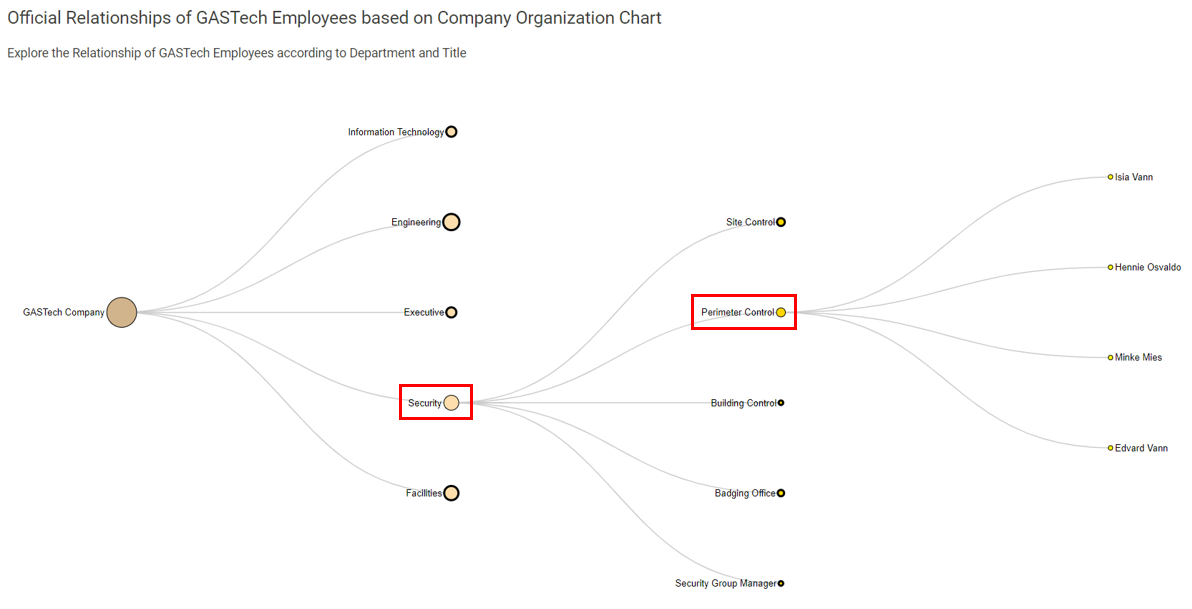 Official Relationships of GASTech Employees based on Company Organization Chart
Explore the Relationship of GASTech Employees according to Department and Title
Information Technology
Isia Vann
Engineering
Site Control
Hennie Osvaldo
GASTech Company
Executive
Perimeter Control
Minke Mies
Security
Building Control
Edvard Vann
Facilities
Badging Office
Security Group Manager